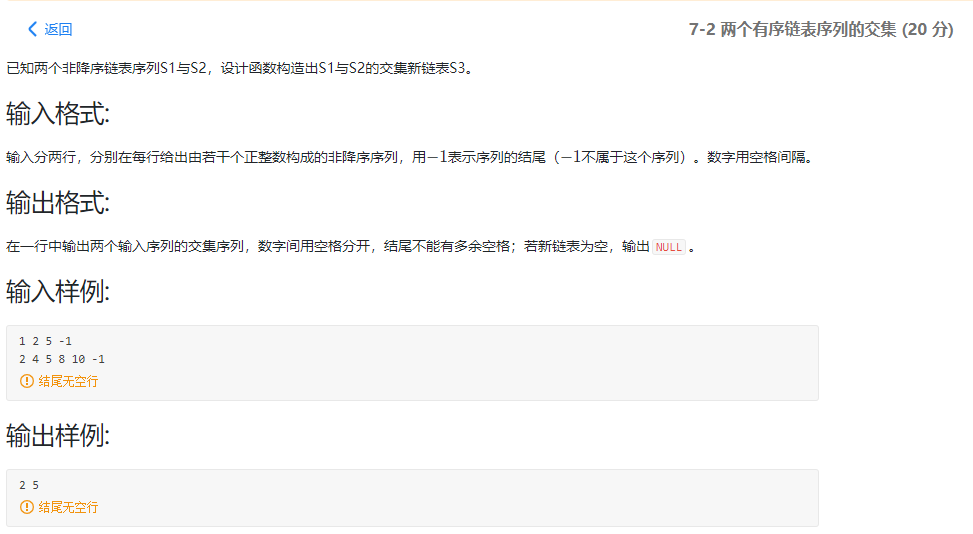 返回
7-2 两个有序链表序列的交集 (20 分)
已知两个非降序链表序列S1与S2，设计函数构造出S1与S2的交集新链表S3。
输入格式:
输入分两行，分别在每行给出由若干个正整数构成的非降序序列，用−1表示序列的结尾（−1不属于这个序列）。数字用空格间隔。
输出格式:
在一行中输出两个输入序列的交集序列，数字间用空格分开，结尾不能有多余空格；若新链表为空，输出 NULL 。
输入样例:
1 2 5 -1
2 4 5 8 10 -1
结尾无空行
输出样例:
2 5
结尾无空行